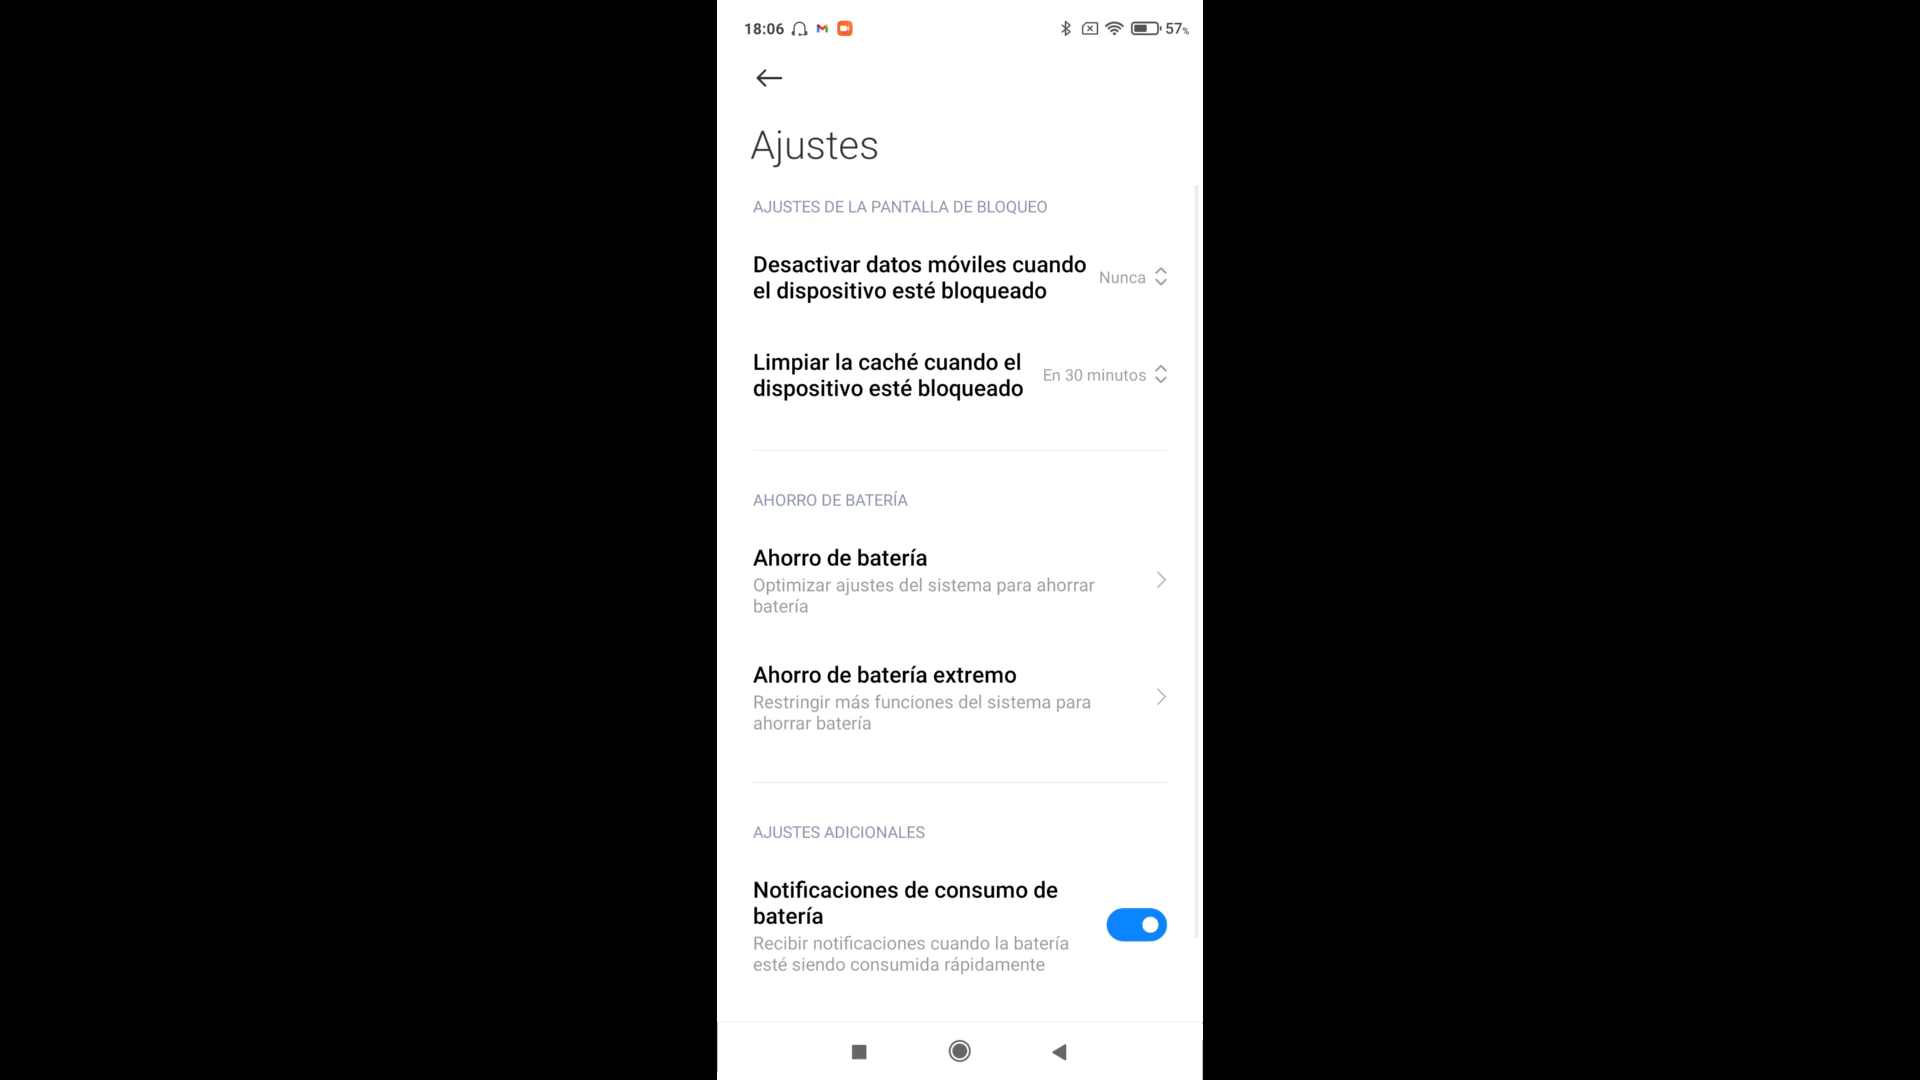 18:06 57%
Ajustes
AJUSTES DE LA PANTALLA DE BLOQUEO
Desactivar datos móviles cuando
el dispositivo esté bloqueado
Nunca
Limpiar la caché cuando el
dispositivo esté bloqueado
En 30 minutos
AHORRO DE BATERÍA
Ahorro de batería
Optimizar ajustes del sistema para ahorrar
batería
Ahorro de batería extremo
Restringir más funciones del sistema para
ahorrar batería
AJUSTES ADICIONALES
Notificaciones de consumo de
batería
Recibir notificaciones cuando la batería
esté siendo consumida rápidamente